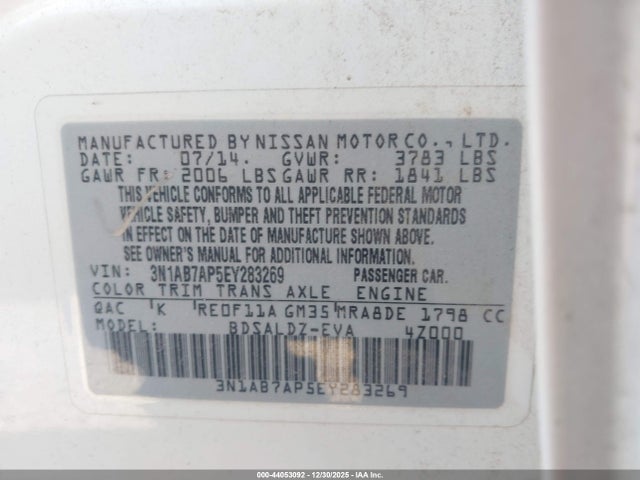 MANUFACTURED BY NISSAN MOTOR CO., LTD.
DATE: 07/14. GVWR: 3783 LBS
GAWR FR: 2006 LBS GAWR RR: 1841 LBS
THIS VEHICLE CONFORMS TO ALL APPLICABLE FEDERAL MOTOR
VEHICLE SAFETY, BUMPER AND THEFT PREVENTION STANDARDS
IN EFFECT ON THE DATE OF MANUFACTURE SHOWN ABOVE.
SEE OWNER'S MANUAL FOR ADDITIONAL INFORMATION.
VIN: 3N1AB7AP5EY283269 PASSENGER CAR.
COLOR TRIM TRANS AXLE ENGINE
QAC K RE0F11A GM35 MRA8DE 1798 CC
MODEL: BDSALDZ-EVA 4Z000
3N1AB7AP5EY283269
000-44053092 - 12/30/2025 - IAAI.com